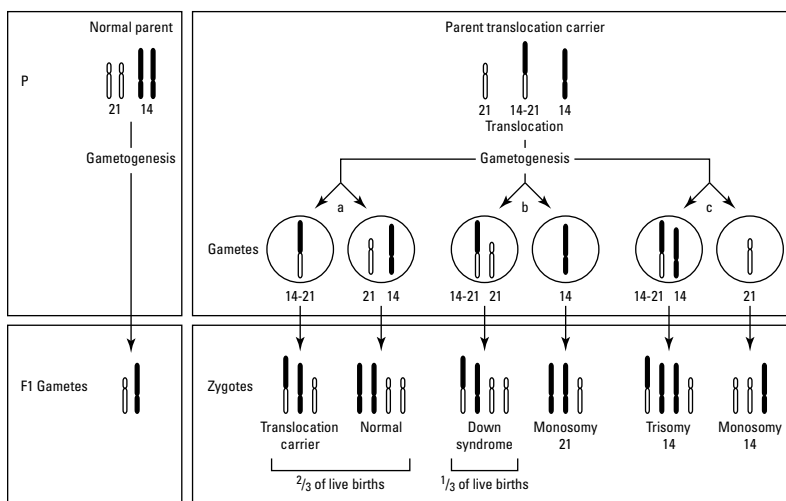 Normal parent
P
21 14
Gametogenesis
F1 Gametes
Parent translocation carrier
21 14-21 14
Translocation
Gametogenesis
a b c
Gametes
14-21 21 14 14-21 21 14 14-21 14 21
Zygotes
Translocation carrier
Normal
Down syndrome
Monosomy 21
Trisomy 14
Monosomy 14
2/3 of live births
1/3 of live births